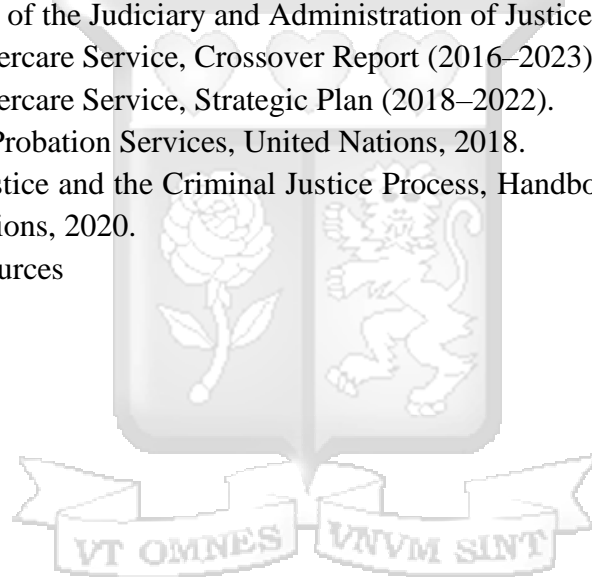 of the Judiciary and Administration of Justice
ercare Service, Crossover Report (2016–2023)
ercare Service, Strategic Plan (2018–2022).
Probation Services, United Nations, 2018.
stice and the Criminal Justice Process, Handbo
ions, 2020.
urces
VT OMNES VNVM SINT